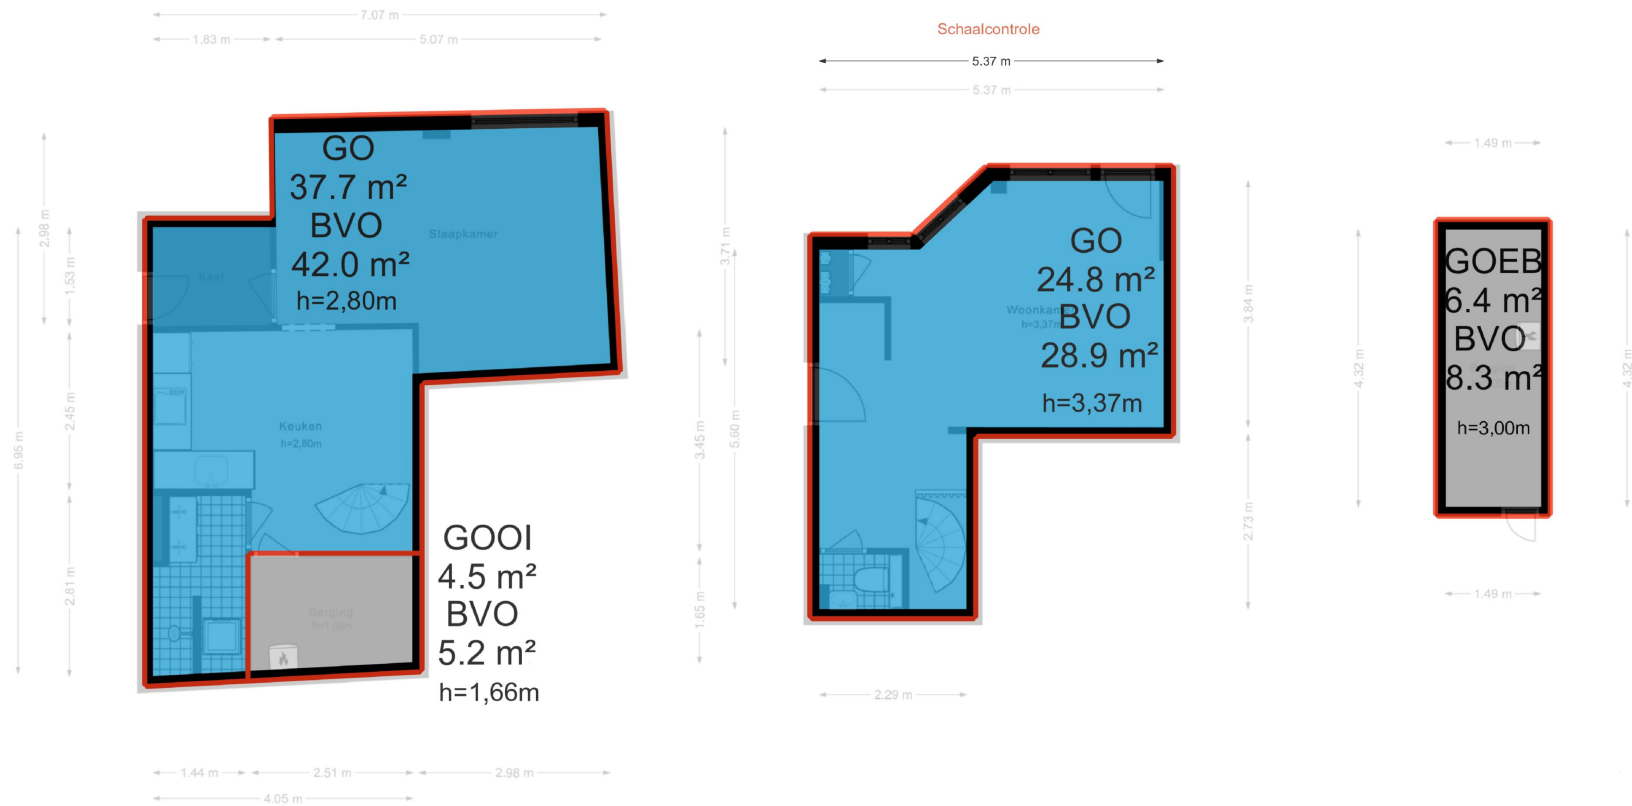 7.07 m
1.83 m
5.07 m
2.98 m
6.95 m
1.53 m
2.45 m
2.81 m
GO
37.7 m²
BVO
42.0 m²
h=2,80m
Slaapkamer
Kast
Keuken
h=2,80m
Berging
h=1,66m
GOOI
4.5 m²
BVO
5.2 m²
h=1,66m
3.71 m
3.45 m
1.65 m
1.44 m
2.51 m
2.98 m
4.05 m
Schaalcontrole
5.37 m
5.37 m
5.60 m
GO
24.8 m²
Woonkamer
h=3,37m
BVO
28.9 m²
h=3,37m
3.84 m
2.73 m
2.29 m
1.49 m
4.32 m
GOEB
6.4 m²
BVO
8.3 m²
h=3,00m
4.32 m
1.49 m